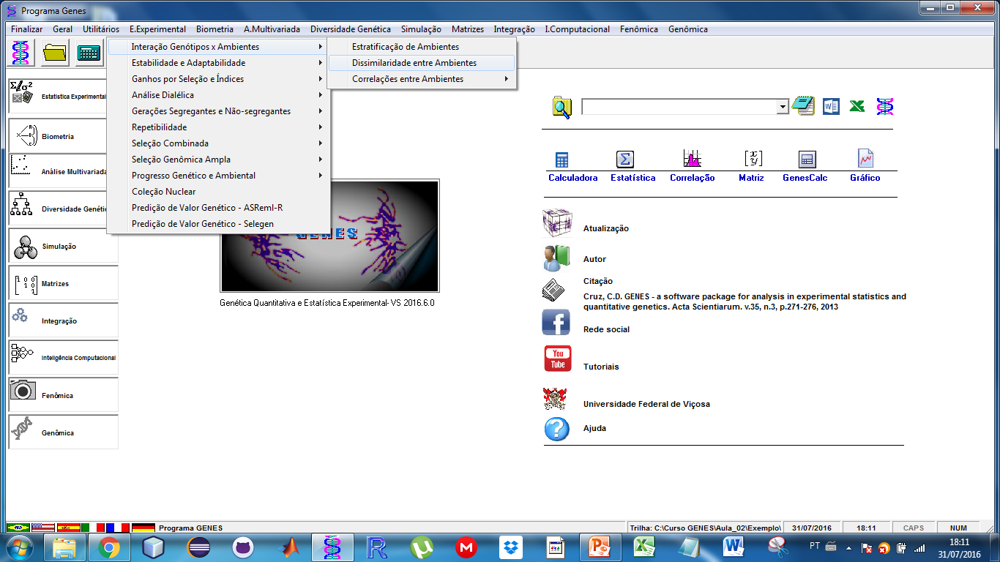 Programa Genes
Finalizar Geral Utilitários E.Experimental Biometria A.Multivariada Diversidade Genética Simulação Matrizes Integração I.Computacional Fenômica Genômica
Interação Genótipos x Ambientes
Estabilidade e Adaptabilidade
Ganhos por Seleção e Índices
Análise Dialélica
Gerações Segregantes e Não-segregantes
Repetibilidade
Seleção Combinada
Seleção Genômica Ampla
Progresso Genético e Ambiental
Coleção Nuclear
Predição de Valor Genético - ASReml-R
Predição de Valor Genético - Selegen
Estratificação de Ambientes
Dissimilaridade entre Ambientes
Correlações entre Ambientes
Estatística Experimental
Biometria
Análise Multivariada
Diversidade Genétic
Simulação
Matrizes
Integração
Inteligência Computacional
Fenômica
Genômica
GENES
Genética Quantitativa e Estatística Experimental- VS 2016.6.0
Calculadora Estatística Correlação Matriz GenesCalc Gráfico
Atualização
Autor
Citação
Cruz, C.D. GENES - a software package for analysis in experimental statistics and
quantitative genetics. Acta Scientiarum. v.35, n.3, p.271-276, 2013
Rede social
You
Tube
Tutoriais
Universidade Federal de Viçosa
Ajuda
Programa GENES
Trilha: C:\Curso GENES\Aula_02\Exemplo\ 31/07/2016 18:11 CAPS NUM
PT
18:11
31/07/2016